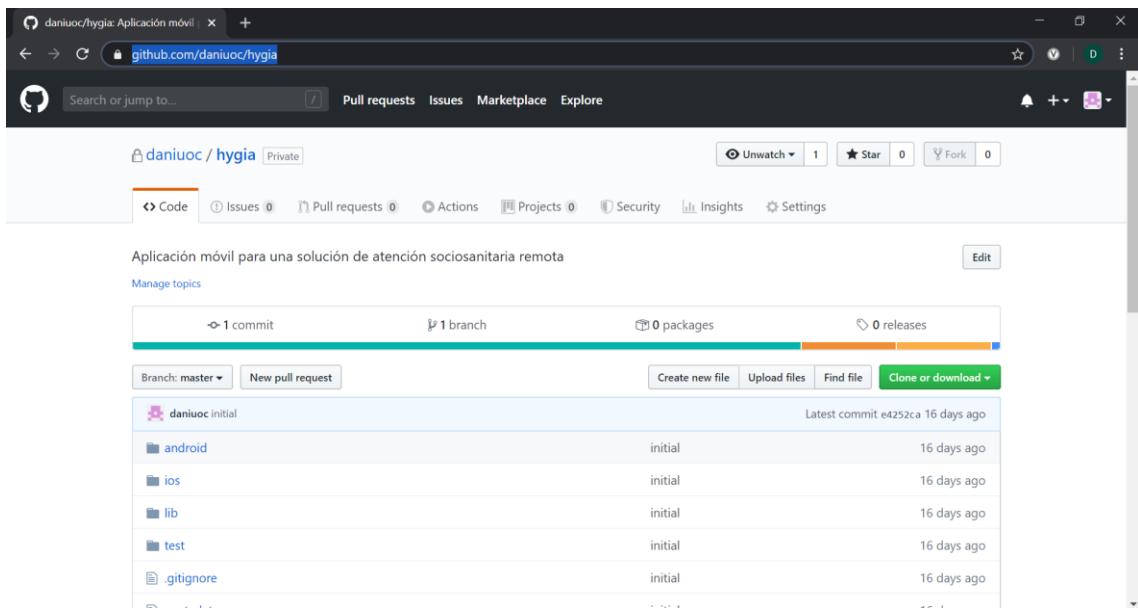 daniuoc/hygia: Aplicación móvil
github.com/daniuoc/hygia
V
D
Search or jump to...
/
Pull requests Issues Marketplace Explore
daniuoc / hygia Private
Unwatch 1 Star 0 Fork 0
Code Issues 0 Pull requests 0 Actions Projects 0 Security Insights Settings
Aplicación móvil para una solución de atención sociosanitaria remota
Edit
Manage topics
1 commit 1 branch 0 packages 0 releases
Branch: master New pull request Create new file Upload files Find file Clone or download
daniuoc initial Latest commit e4252ca 16 days ago
android initial 16 days ago
ios initial 16 days ago
lib initial 16 days ago
test initial 16 days ago
.gitignore initial 16 days ago